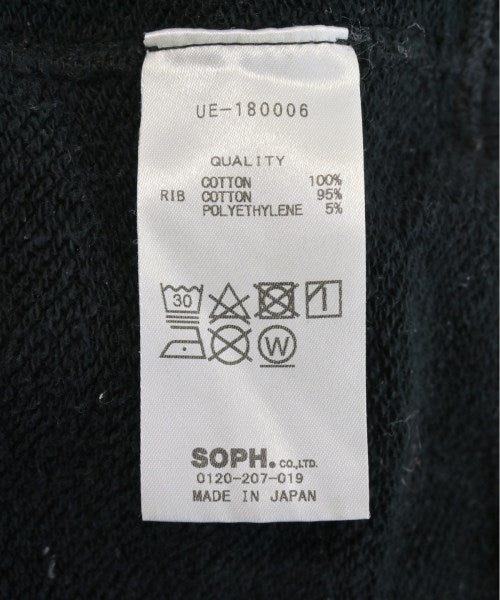 UE-180006
QUALITY
COTTON 100%
RIB COTTON 95%
POLYETHYLENE 5%
30
W
SOPH. CO.,LTD.
0120-207-019
MADE IN JAPAN